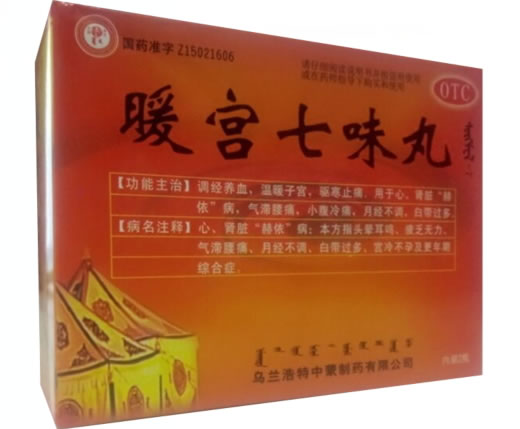 国药准字 Z15021606
请仔细阅读说明书并按说明使用
或在药师指导下购买和使用
OTC
暖宫七味丸
【功能主治】调经养血，温暖子宫，驱寒止痛，用于心、肾脏“赫
依”病，气滞腰痛，小腹冷痛，月经不调，白带过多。
【病名注释】心、肾脏“赫依”病：本方指头晕耳鸣、疲乏无力、
气滞腰痛、月经不调、白带过多、宫冷不孕及更年期
综合症。
乌兰浩特中蒙制药有限公司